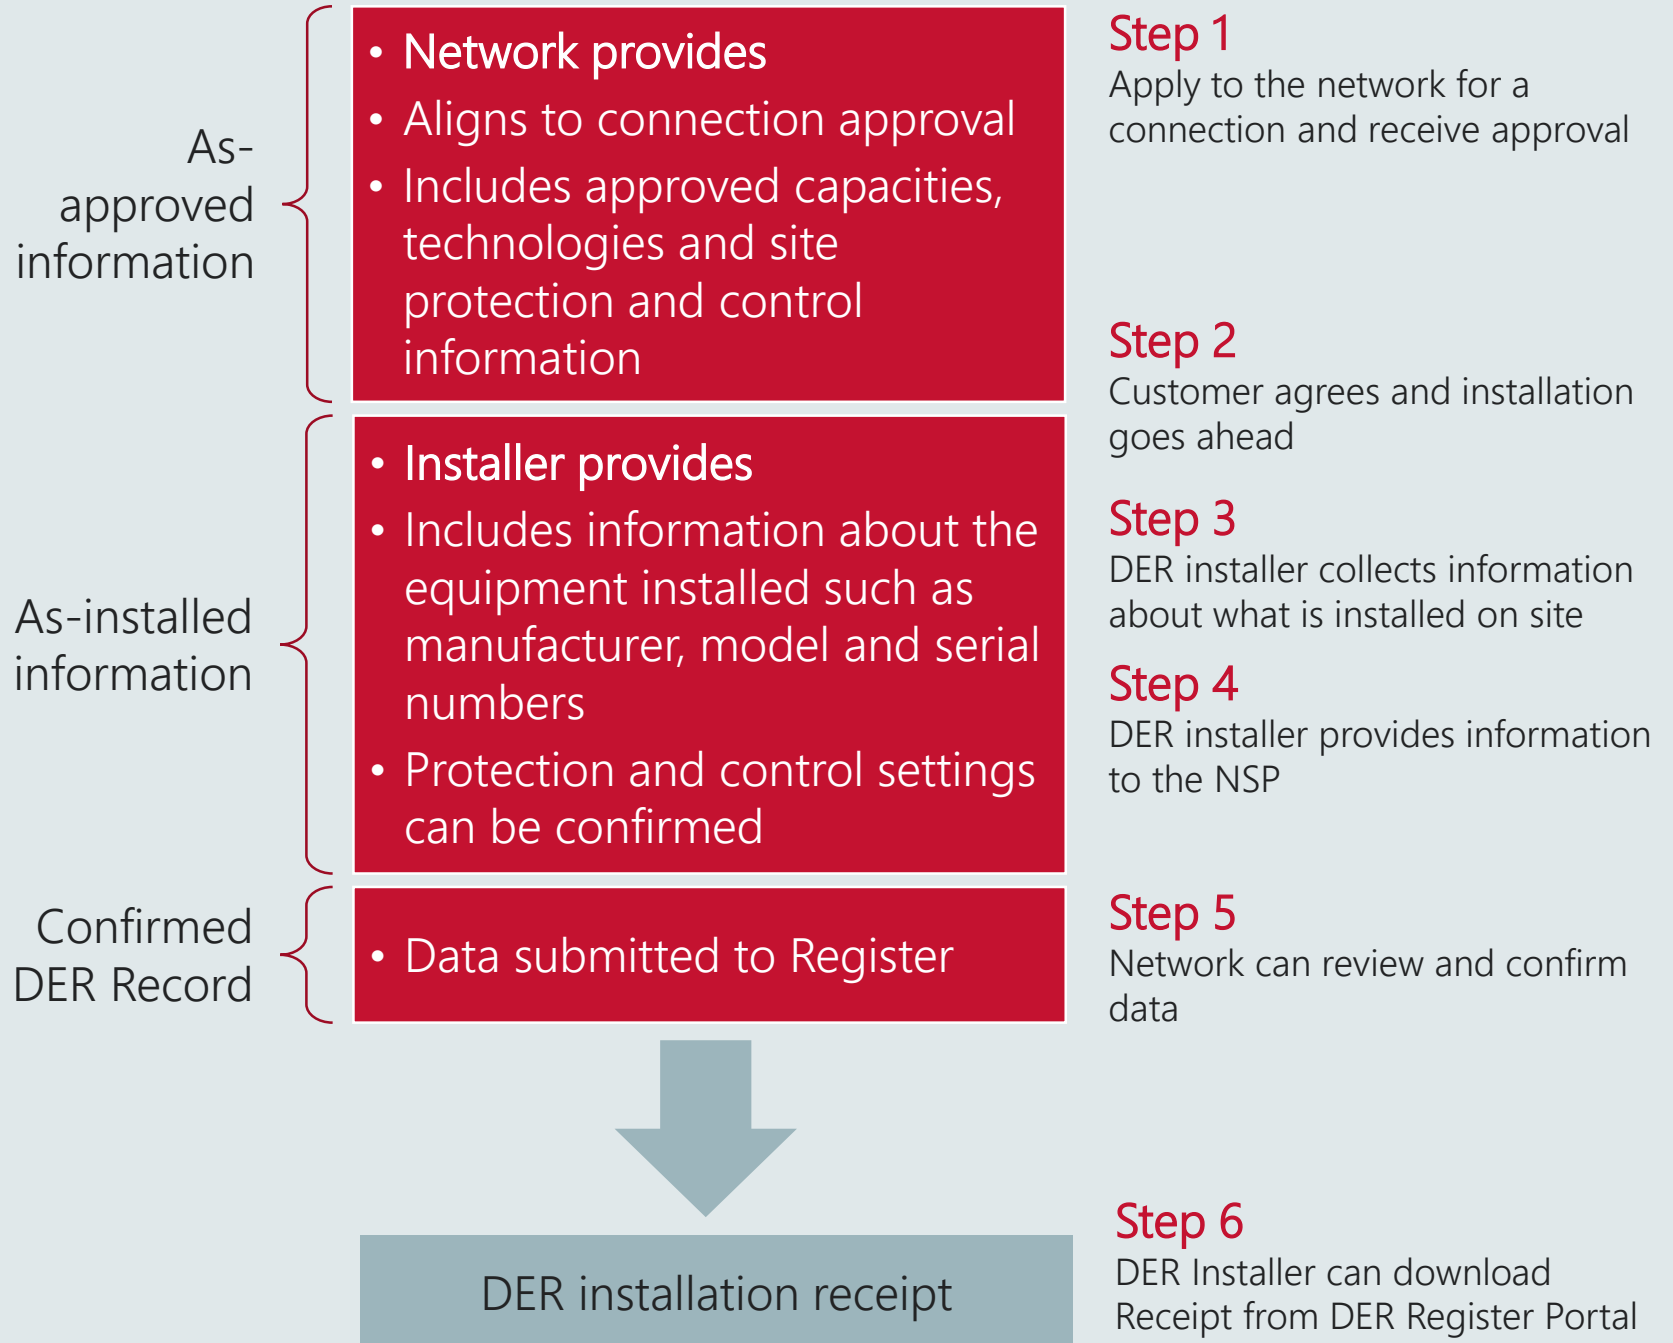 As-
approved
information
• Network provides
• Aligns to connection approval
• Includes approved capacities,
technologies and site
protection and control
information
Step 1
Apply to the network for a
connection and receive approval
Step 2
Customer agrees and installation
goes ahead
As-installed
information
• Installer provides
• Includes information about the
equipment installed such as
manufacturer, model and serial
numbers
• Protection and control settings
can be confirmed
Step 3
DER installer collects information
about what is installed on site
Step 4
DER installer provides information
to the NSP
Confirmed
DER Record
• Data submitted to Register
Step 5
Network can review and confirm
data
DER installation receipt
Step 6
DER Installer can download
Receipt from DER Register Portal